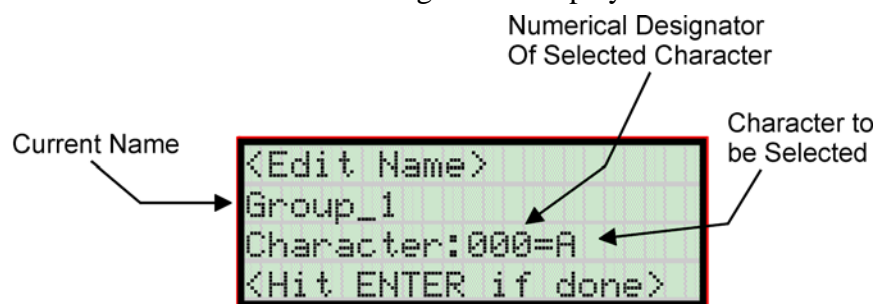 Numerical Designator
Of Selected Character
Character to
be Selected
Current Name
<Edit Name>
Group_1
Character:000=A
<Hit ENTER if done>